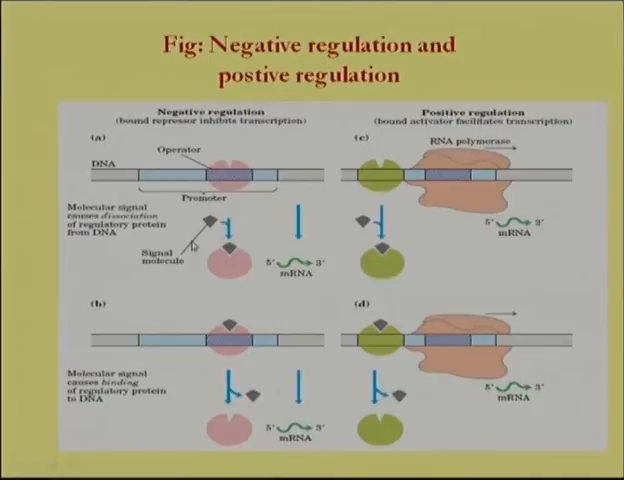 Fig: Negative regulation and
postive regulation
Negative regulation
(bound repressor inhibits transcription)
Positive regulation
(bound activator facilitates transcription)
(a)
Operator
DNA
Promoter
(c)
RNA polymerase
Molecular signal
causes dissociation
of regulatory protein
from DNA
Signal
molecule
5' 3'
mRNA
5' 3'
mRNA
(b)
(d)
Molecular signal
causes binding
of regulatory protein
to DNA
5' 3'
mRNA
5' 3'
mRNA